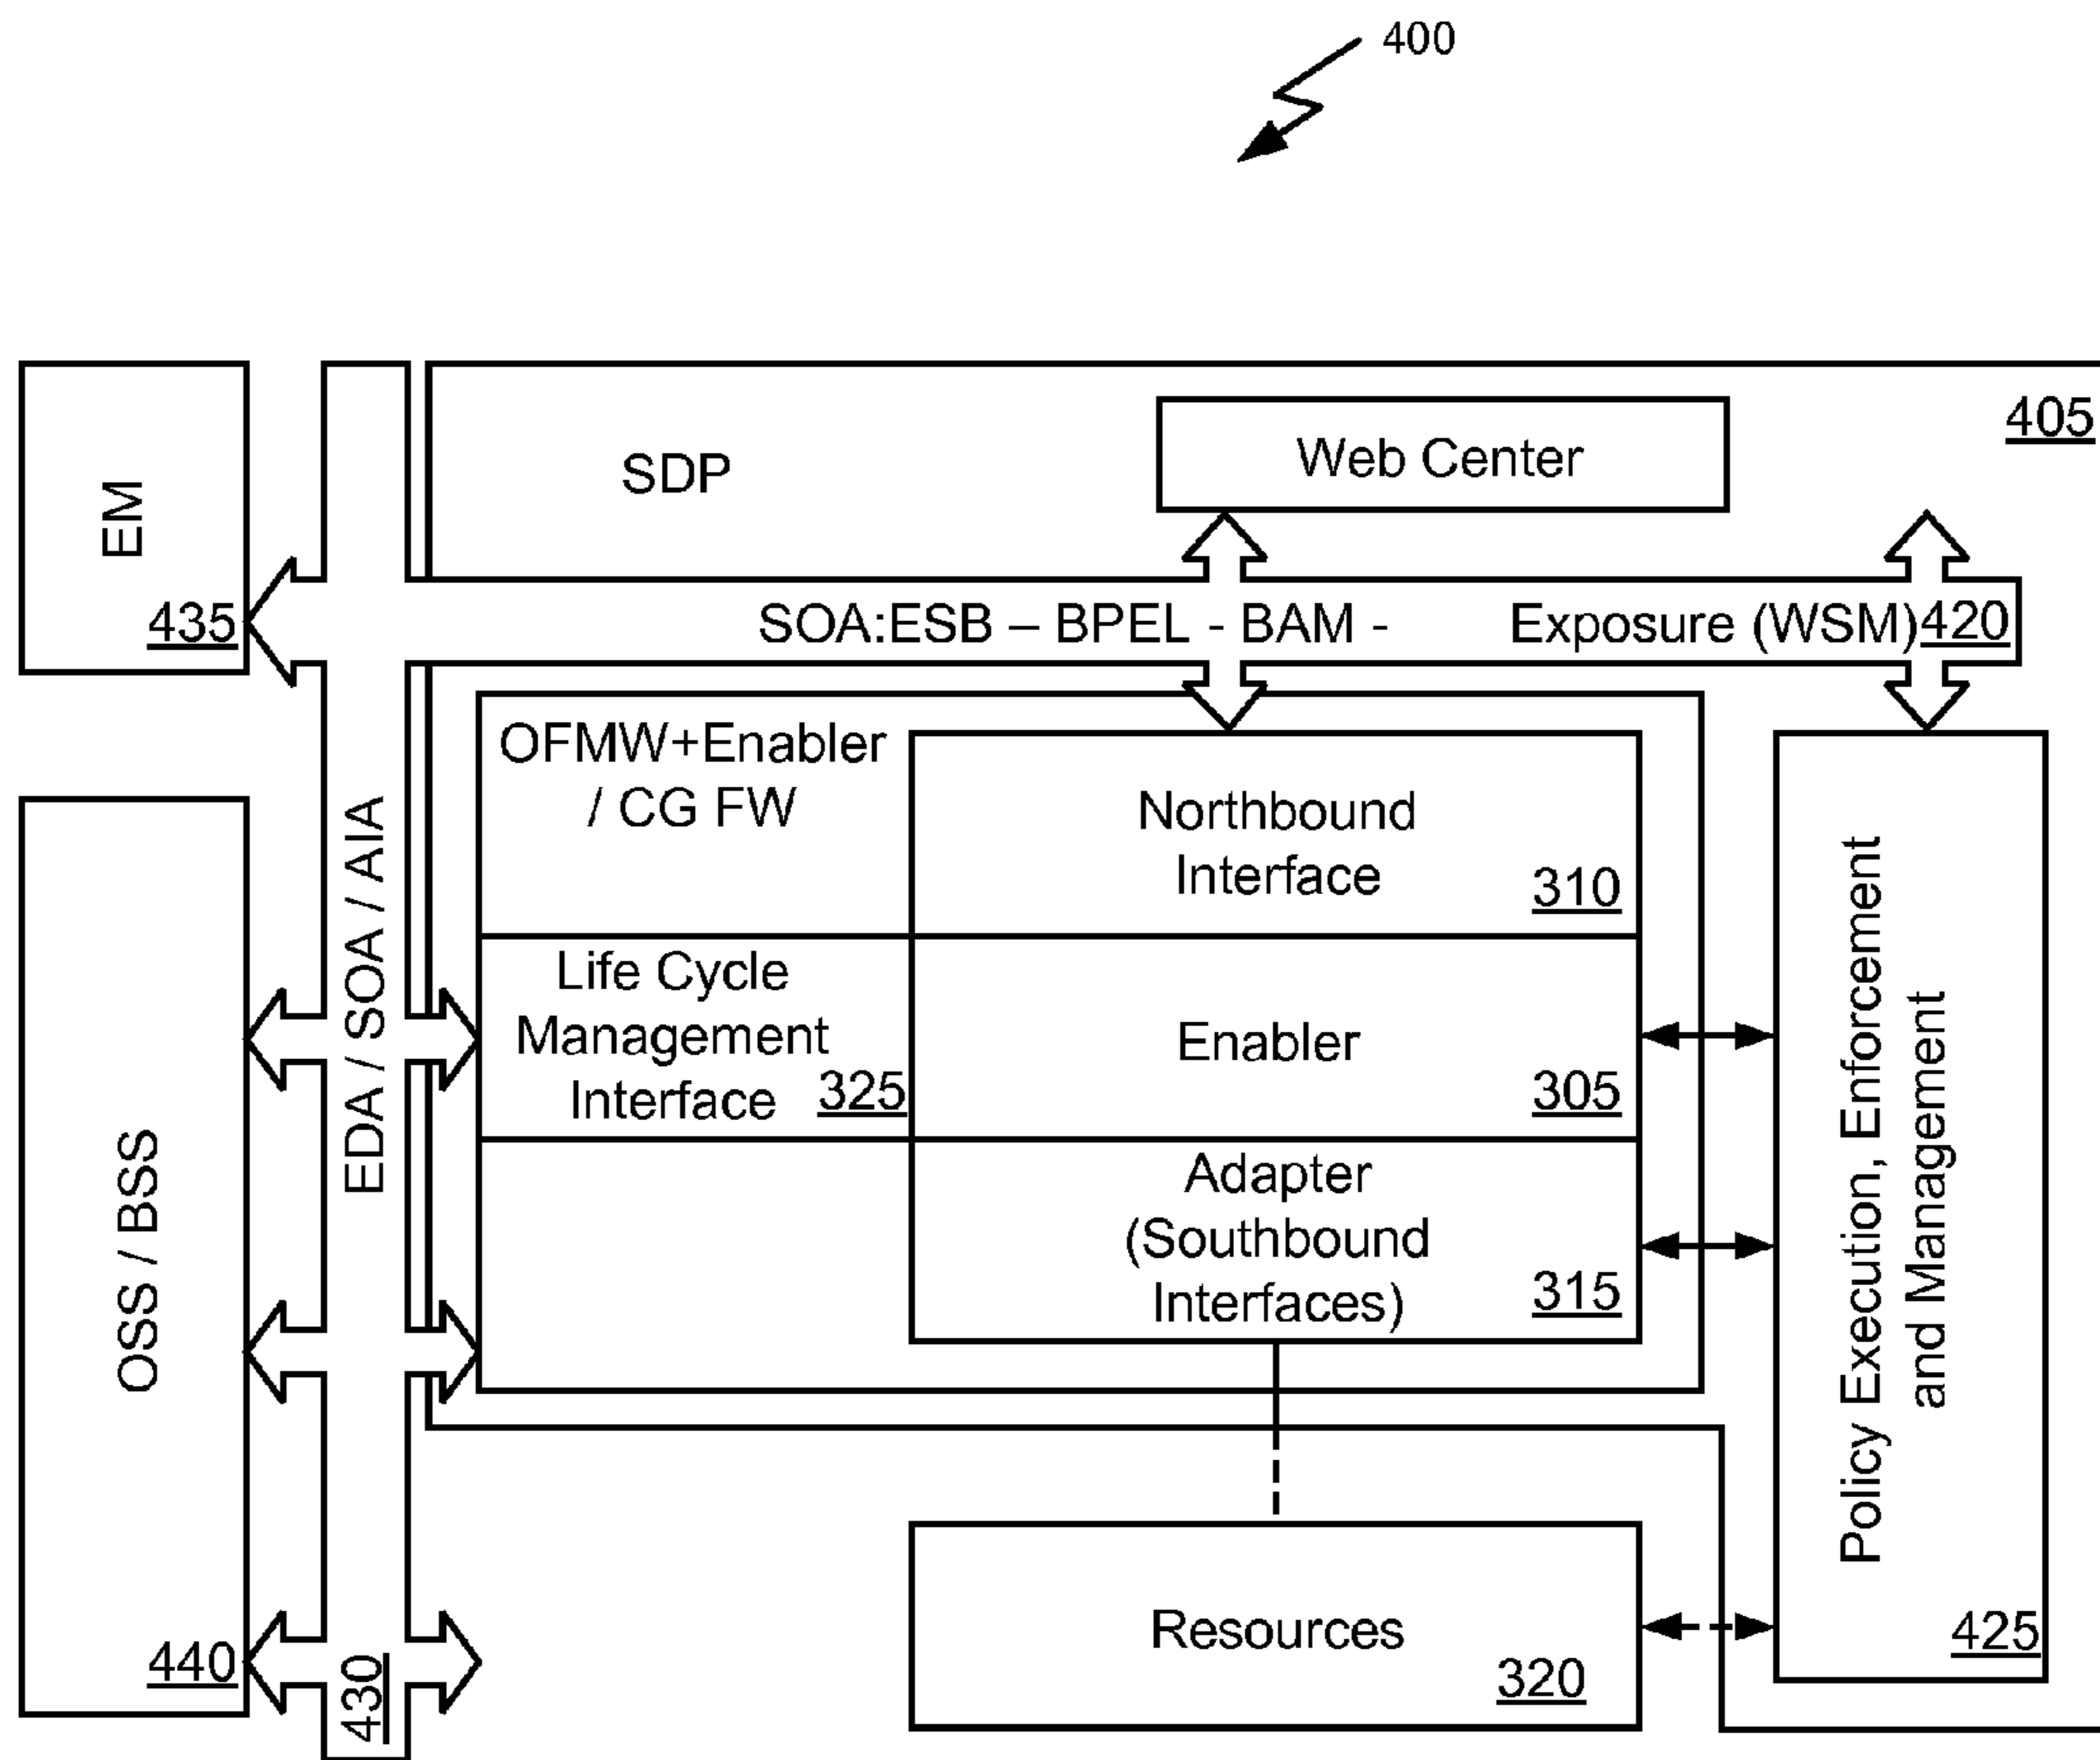 400
405
SDP
Web Center
EM
435
SOA:ESB – BPEL - BAM - Exposure (WSM) 420
OFMW+Enabler
/ CG FW
Northbound
Interface
310
EDA / SOA / AIA
430
Life Cycle
Management
Interface
325
Enabler
305
Adapter
(Southbound
Interfaces)
315
Policy Execution, Enforcement
and Management
425
OSS / BSS
440
Resources
320